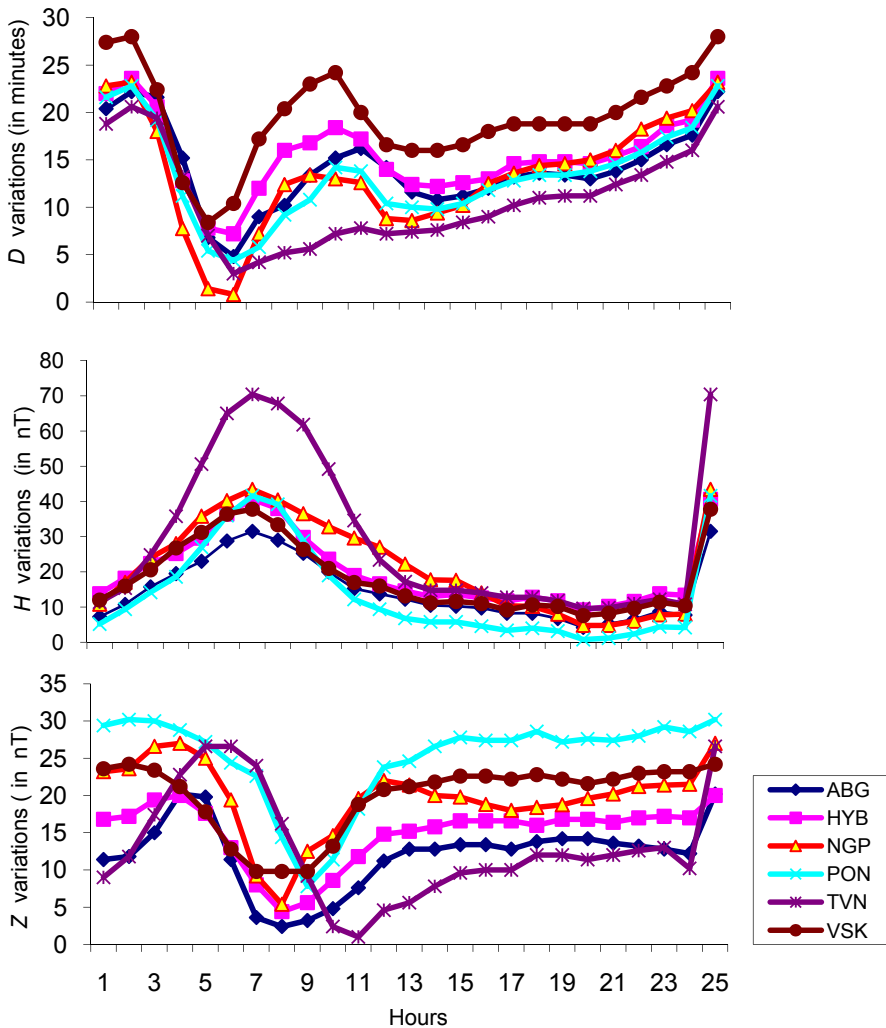 D variations (in minutes)
30
25
20
15
10
5
0
H variations (in nT)
80
70
60
50
40
30
20
10
0
Z variations ( in nT)
35
30
25
20
15
10
5
0
1 3 5 7 9 11 13 15 17 19 21 23 25
Hours
ABG
HYB
NGP
PON
TVN
VSK